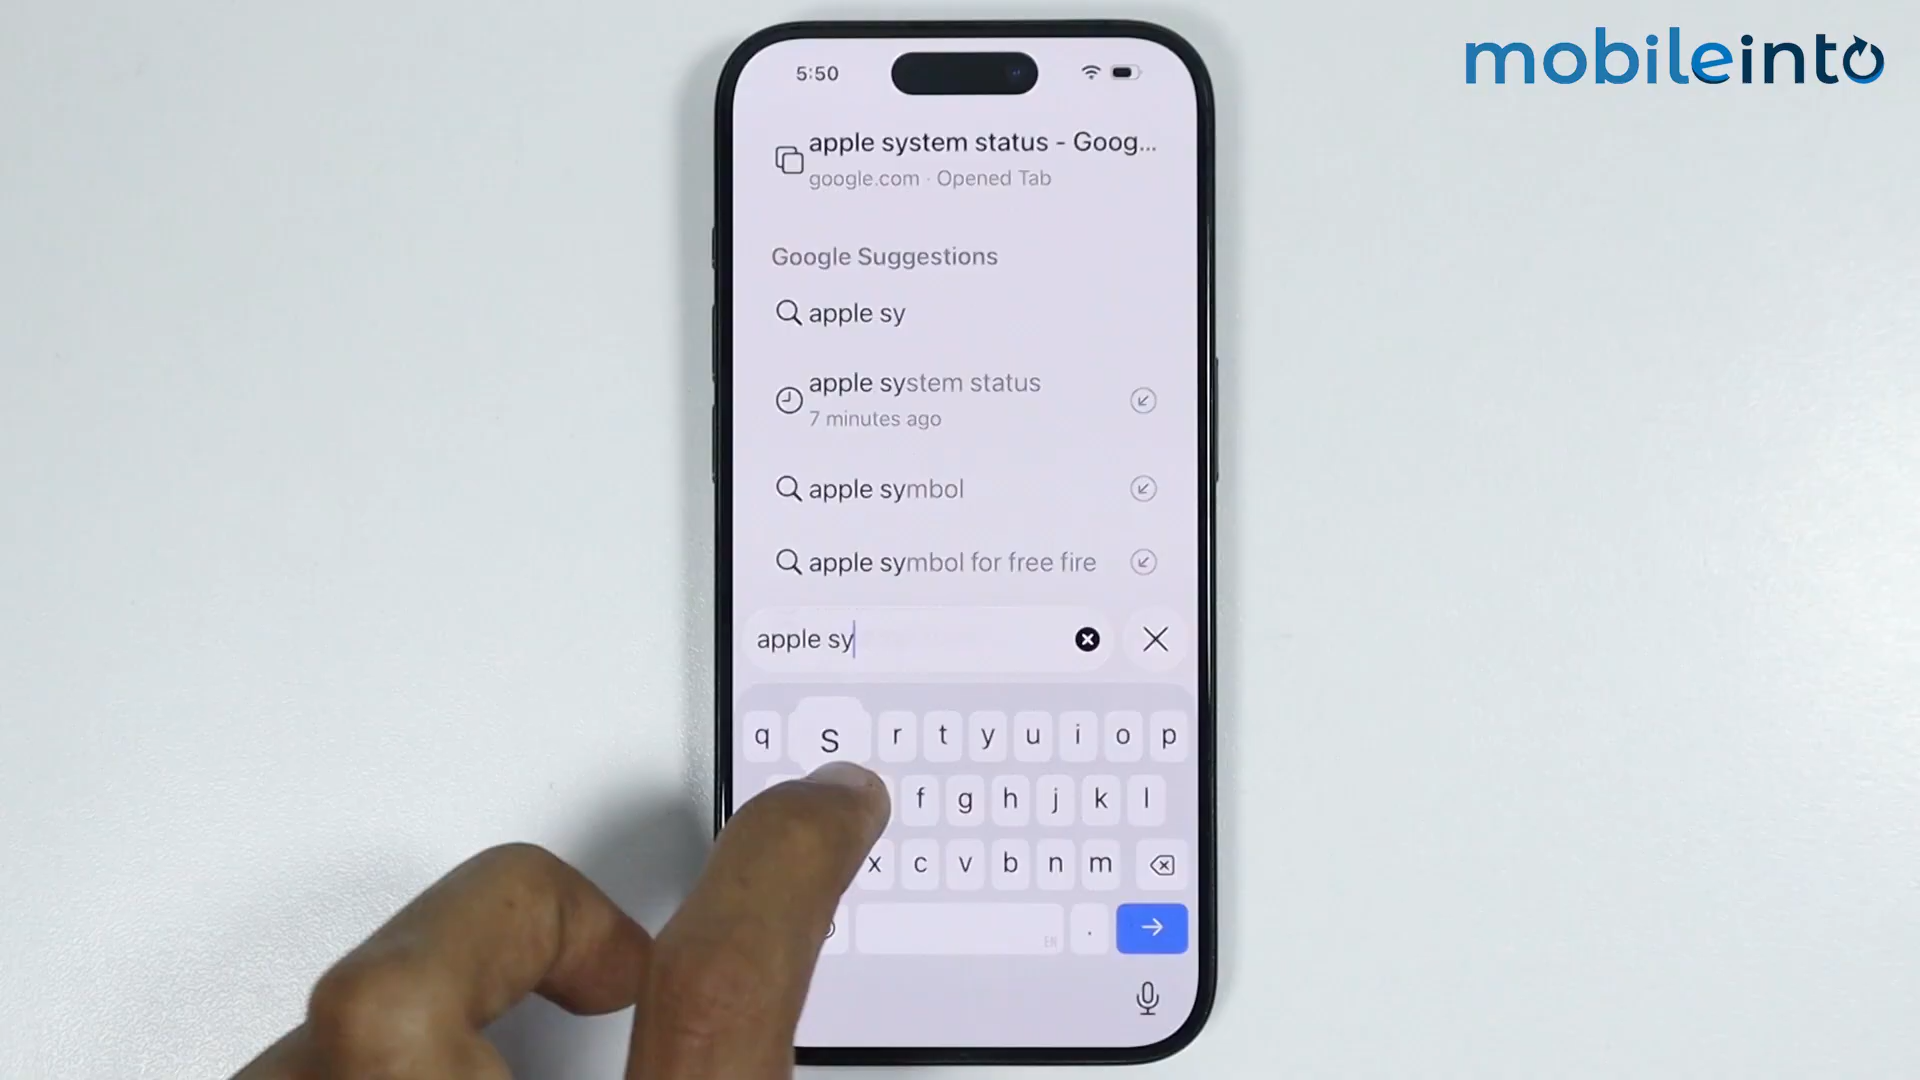 mobileinto
5:50
apple system status - Goog...
google.com · Opened Tab
Google Suggestions
apple sy
apple system status
7 minutes ago
apple symbol
apple symbol for free fire
apple sy
q s r t y u i o p
f g h j k l
x c v b n m
EN .